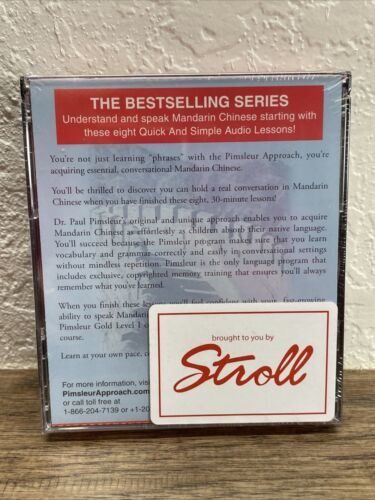 THE BESTSELLING SERIES
Understand and speak Mandarin Chinese starting with
these eight Quick And Simple Audio Lessons!
You're not just learning "phrases" with the Pimsleur Approach, you're
acquiring essential, conversational Mandarin Chinese.
You'll be thrilled to discover you can hold a real conversation in Mandarin
Chinese when you have finished these eight, 30-minute lessons!
Dr. Paul Pimsleur's original and unique approach enables you to acquire
Mandarin Chinese as effortlessly as children absorb their native language.
You'll succeed because the Pimsleur program makes sure that you learn
vocabulary and grammar correctly and easily in conversational settings
without mindless repetition. Pimsleur is the only language program that
includes exclusive, copyrighted memory training that ensures you'll always
remember what you've learned.
When you finish these you'll feel confident with your fast-growing
ability to speak Mandarin
Pimsleur Gold Level I
course.
Learn at your own pace,
For more information,
PimsleurApproach.com
or call toll free at
1-866-204-7139 or +1-20
brought to you by
Stroll